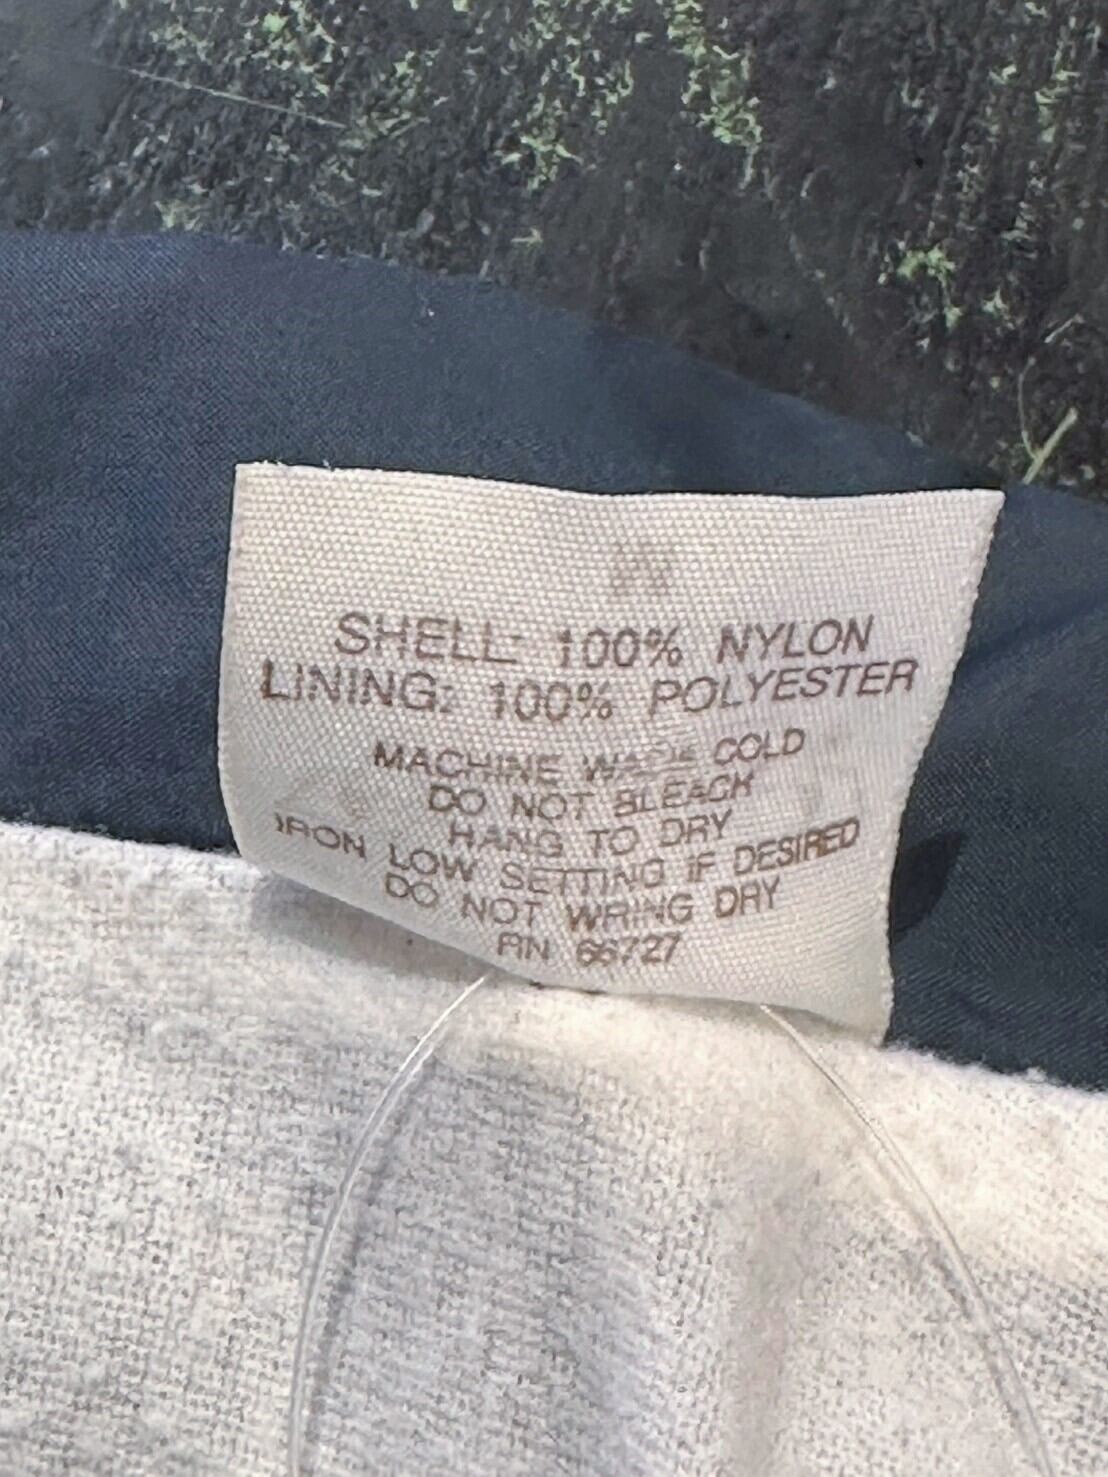 SHELL: 100% NYLON
LINING: 100% POLYESTER
MACHINE WASH COLD
DO NOT BLEACH
HANG TO DRY
IRON LOW SETTING IF DESIRED
DO NOT WRING DRY
RN 66727